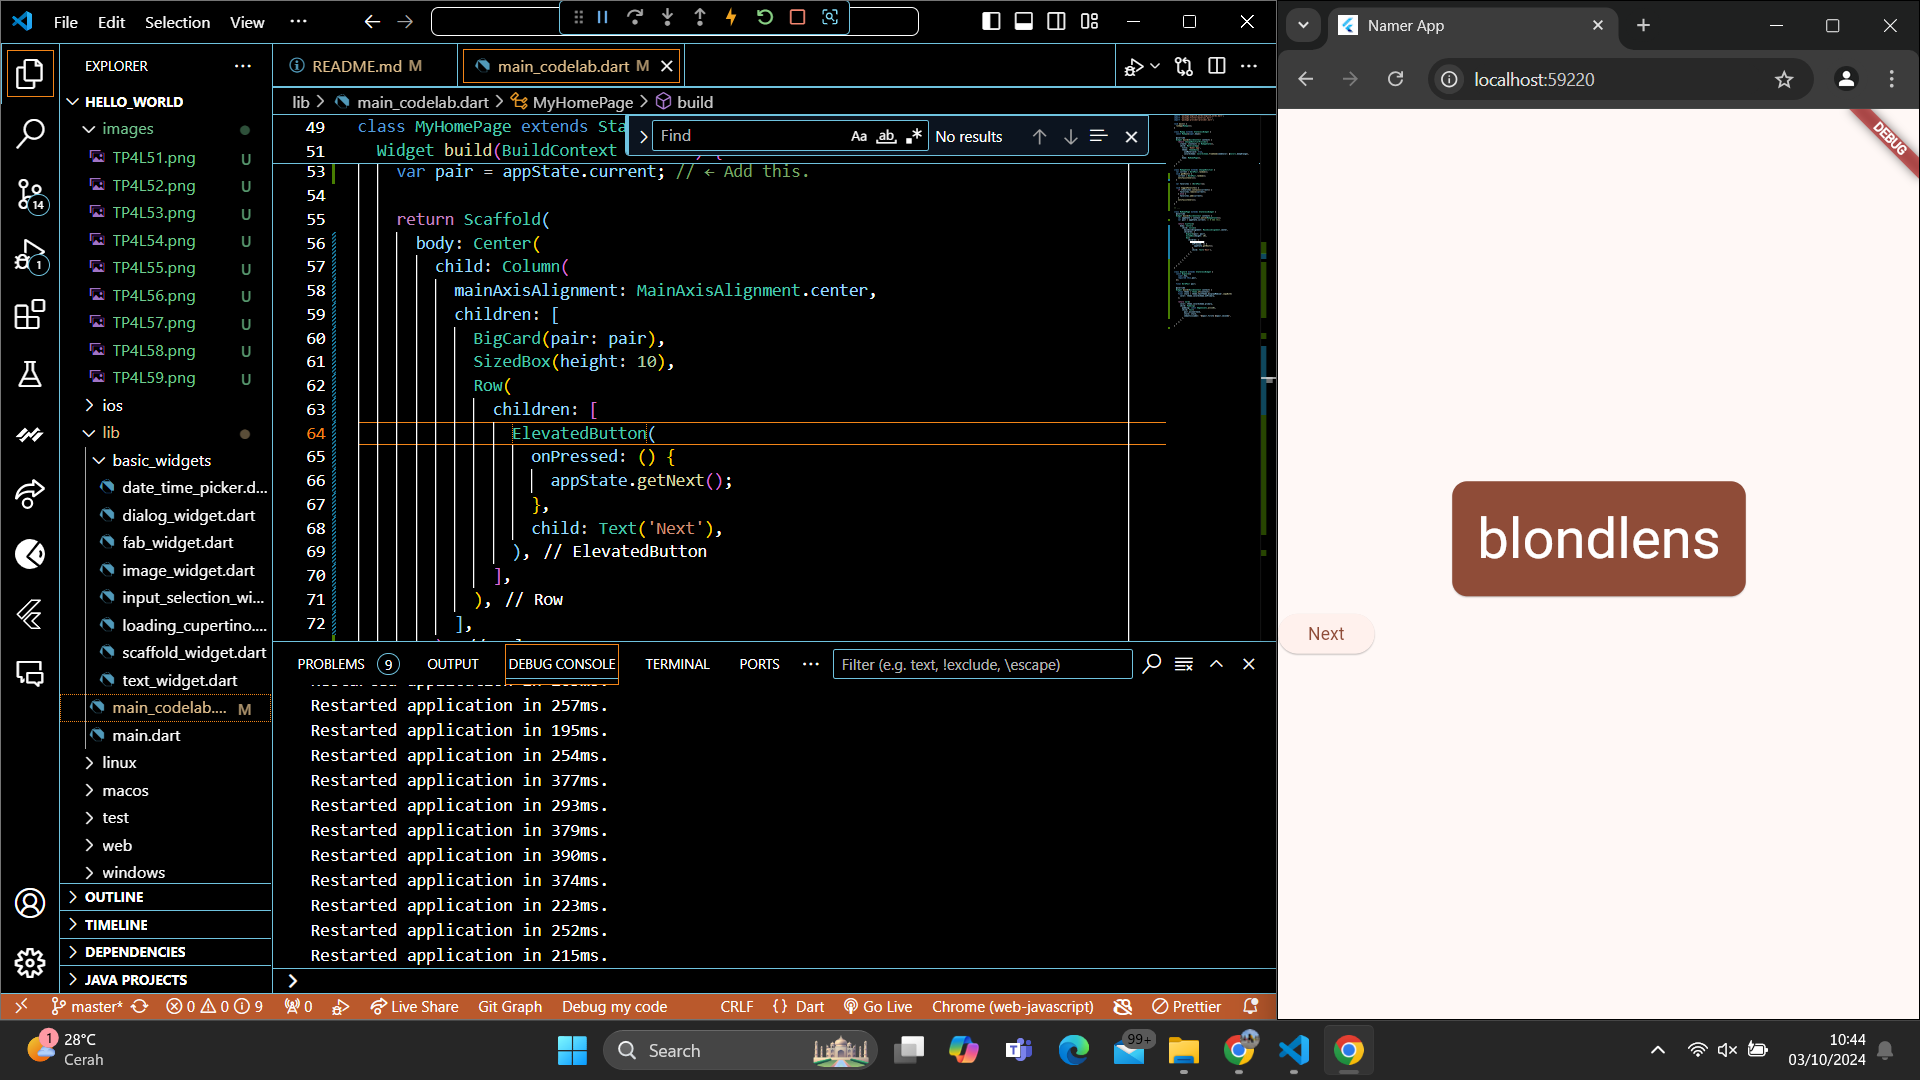 File Edit Selection View
EXPLORER
HELLO_WORLD
images
TP4L51.png U
TP4L52.png U
TP4L53.png U
TP4L54.png U
TP4L55.png U
TP4L56.png U
TP4L57.png U
TP4L58.png U
TP4L59.png U
ios
lib
basic_widgets
date_time_picker.d...
dialog_widget.dart
fab_widget.dart
image_widget.dart
input_selection_wi...
loading_cupertino....
scaffold_widget.dart
text_widget.dart
main_codelab.... M
main.dart
linux
macos
test
web
windows
OUTLINE
TIMELINE
DEPENDENCIES
JAVA PROJECTS
14
1
README.md M
main_codelab.dart M
lib > main_codelab.dart > MyHomePage > build
Find
Aa ab
No results
49 class MyHomePage extends Sta
51 Widget build(BuildContext
53 var pair = appState.current; // ← Add this.
54
55 return Scaffold(
56 body: Center(
57 child: Column(
58 mainAxisAlignment: MainAxisAlignment.center,
59 children: [
60 BigCard(pair: pair),
61 SizedBox(height: 10),
62 Row(
63 children: [
64 ElevatedButton(
65 onPressed: () {
66 appState.getNext();
67 },
68 child: Text('Next'),
69 ), // ElevatedButton
70 ],
71 ), // Row
72 ],
PROBLEMS 9 OUTPUT DEBUG CONSOLE TERMINAL PORTS
Filter (e.g. text, !exclude, \escape)
Restarted application in 257ms.
Restarted application in 195ms.
Restarted application in 254ms.
Restarted application in 377ms.
Restarted application in 293ms.
Restarted application in 379ms.
Restarted application in 390ms.
Restarted application in 374ms.
Restarted application in 223ms.
Restarted application in 252ms.
Restarted application in 215ms.
master* 0 0 9 0 Live Share Git Graph Debug my code CRLF {} Dart Go Live Chrome (web-javascript) Prettier
Namer App
localhost:59220
DEBUG
blondlens
Next
1
28°C
Cerah
Search
99+
10:44
03/10/2024